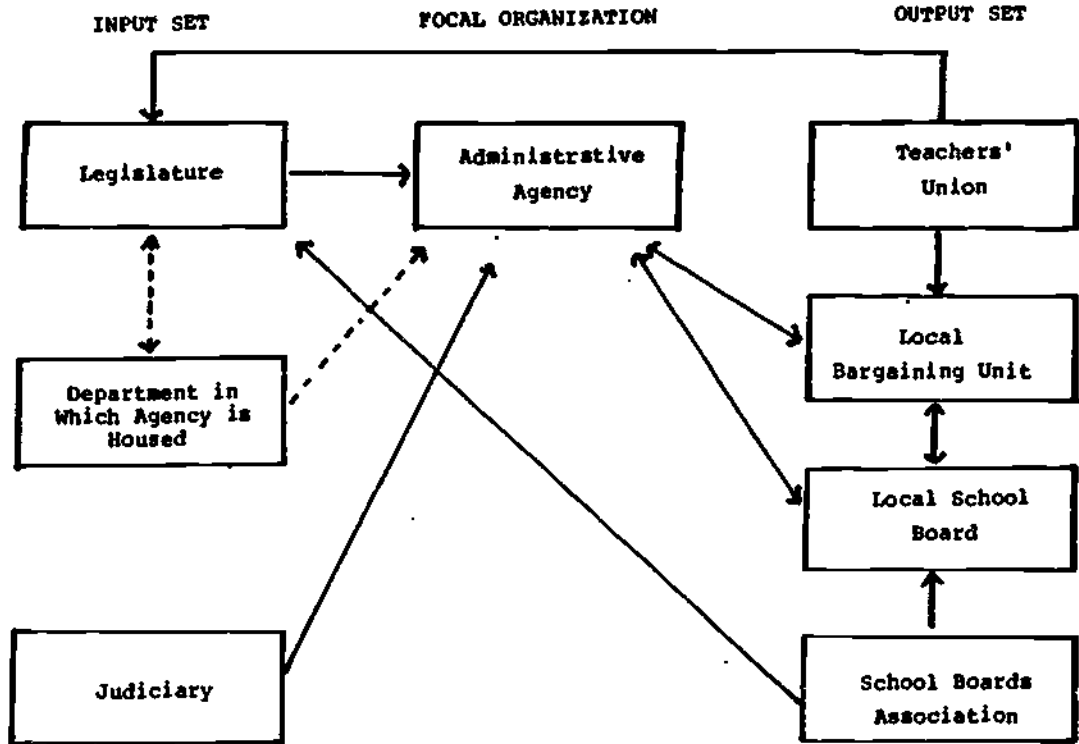 INPUT SET
FOCAL ORGANIZATION
OUTPUT SET
Legislature
Administrstive
Agency
Teachers'
Union
Local
Bargaining Unit
Department in
Which Agency is
Housed
Local School
Board
Judiciary
School Boards
Association